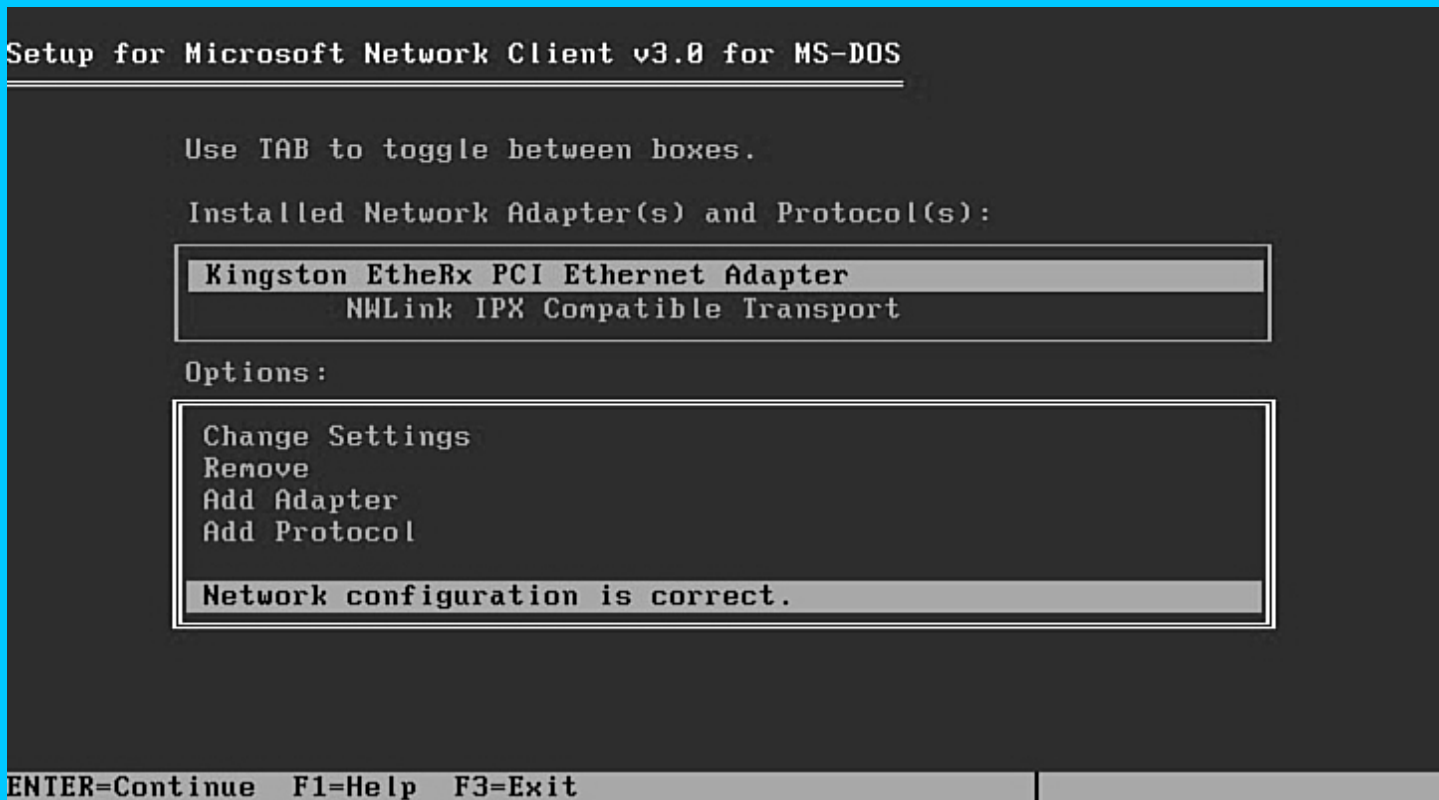 Setup for Microsoft Network Client v3.0 for MS-DOS
Use TAB to toggle between boxes.
Installed Network Adapter(s) and Protocol(s):
Kingston EtheRx PCI Ethernet Adapter
NWLink IPX Compatible Transport
Options:
Change Settings
Remove
Add Adapter
Add Protocol
Network configuration is correct.
ENTER=Continue F1=Help F3=Exit